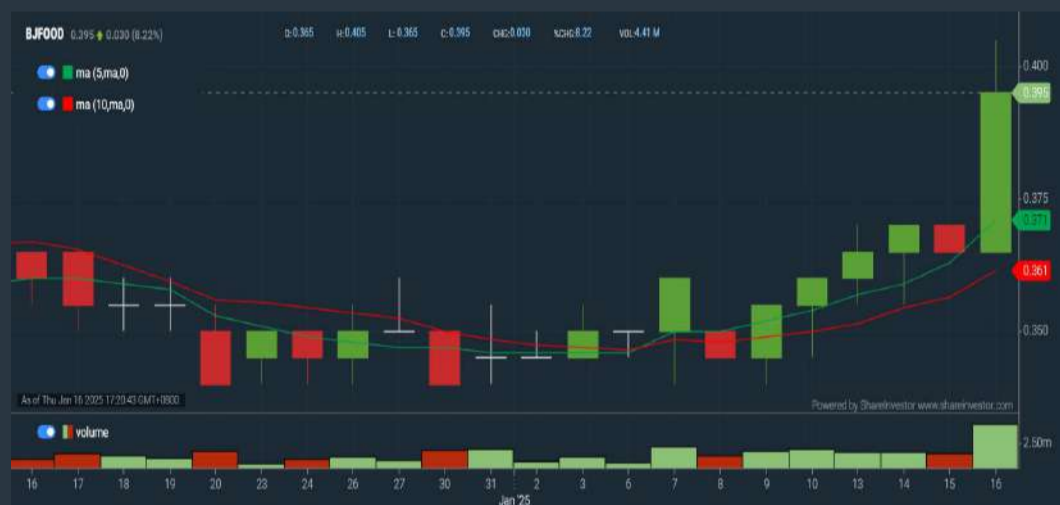 BJFOOD 0.395 0.030 (8.22%) O:0.365 H:0.405 L:0.365 C:0.395 CHG:0.030 %CHG:8.22 VOL:4.41 M
ma (5,ma,0)
ma (10,ma,0)
0.400
0.395
0.375
0.371
0.361
0.350
As of Thu Jan 16 2025 17:20:43 GMT+0800
Powered by ShareInvestor www.shareinvestor.com
volume
2.50m
16 17 18 19 20 23 24 26 27 30 31 2 3 6 7 8 9 10 13 14 15 16
Jan '25